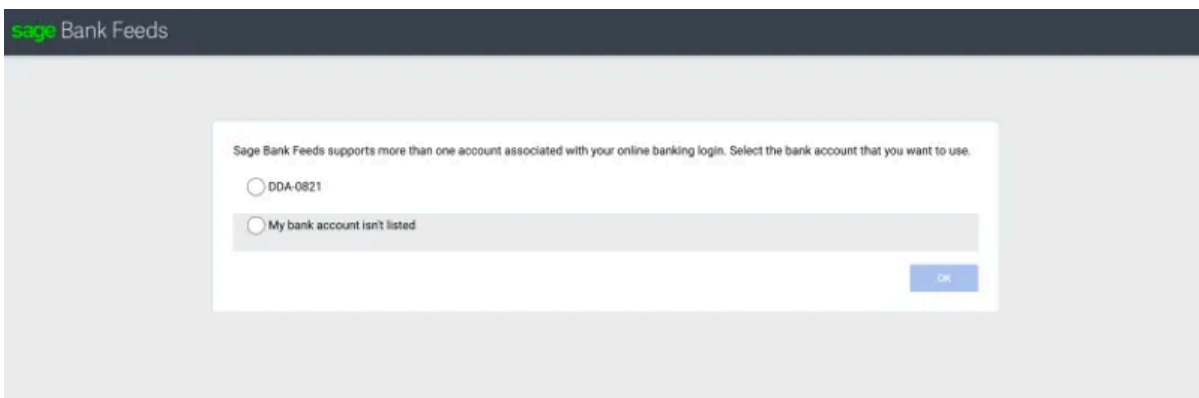 sage Bank Feeds
Sage Bank Feeds supports more than one account associated with your online banking login. Select the bank account that you want to use.
DDA-0821
My bank account isn't listed
OK